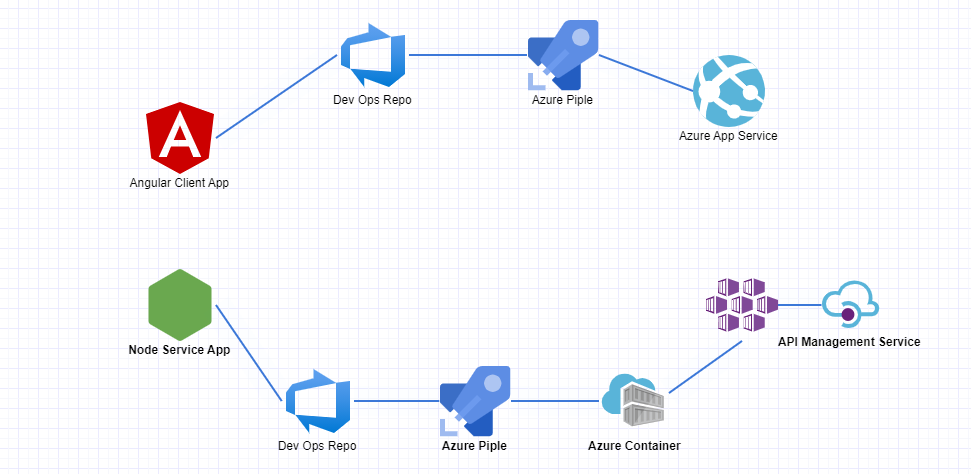 Dev Ops Repo
Azure Piple
Azure App Service
Angular Client App
Node Service App
API Management Service
Dev Ops Repo
Azure Piple
Azure Container